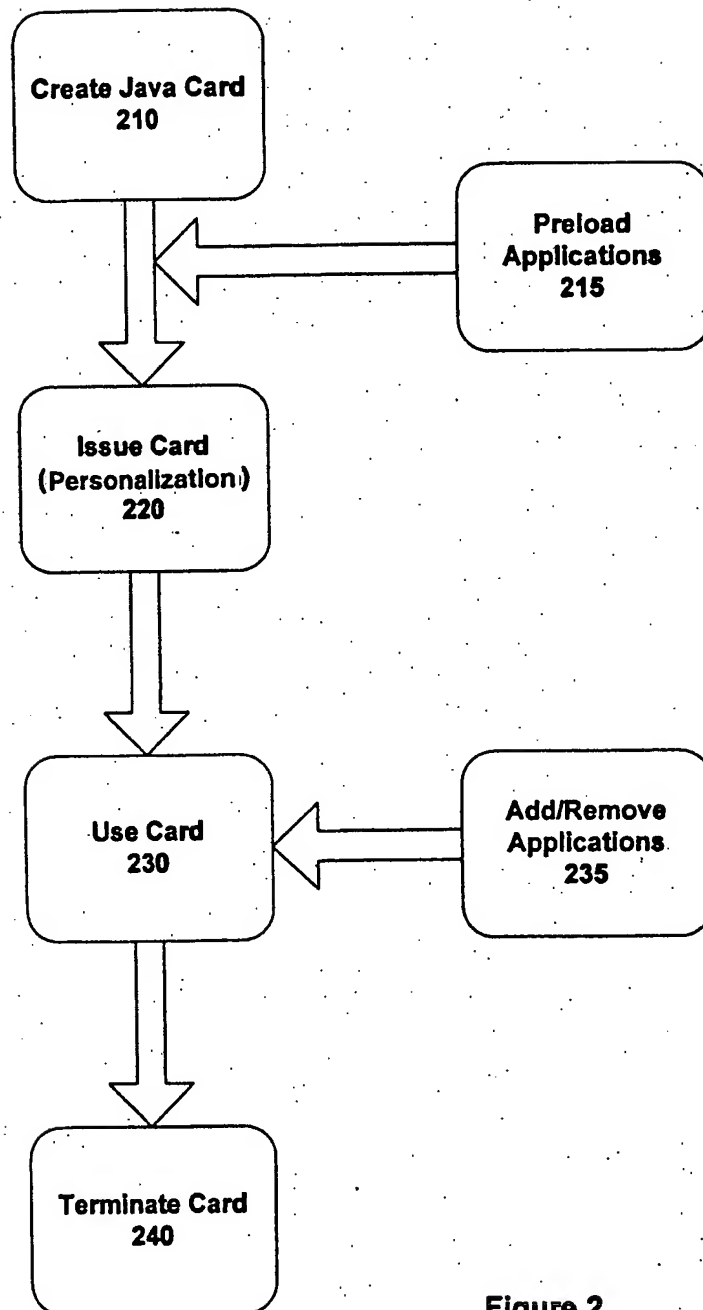 Create Java Card
210
Preload
Applications
215
Issue Card
(Personalization)
220
Use Card
230
Add/Remove
Applications
235
Terminate Card
240
Figure 2